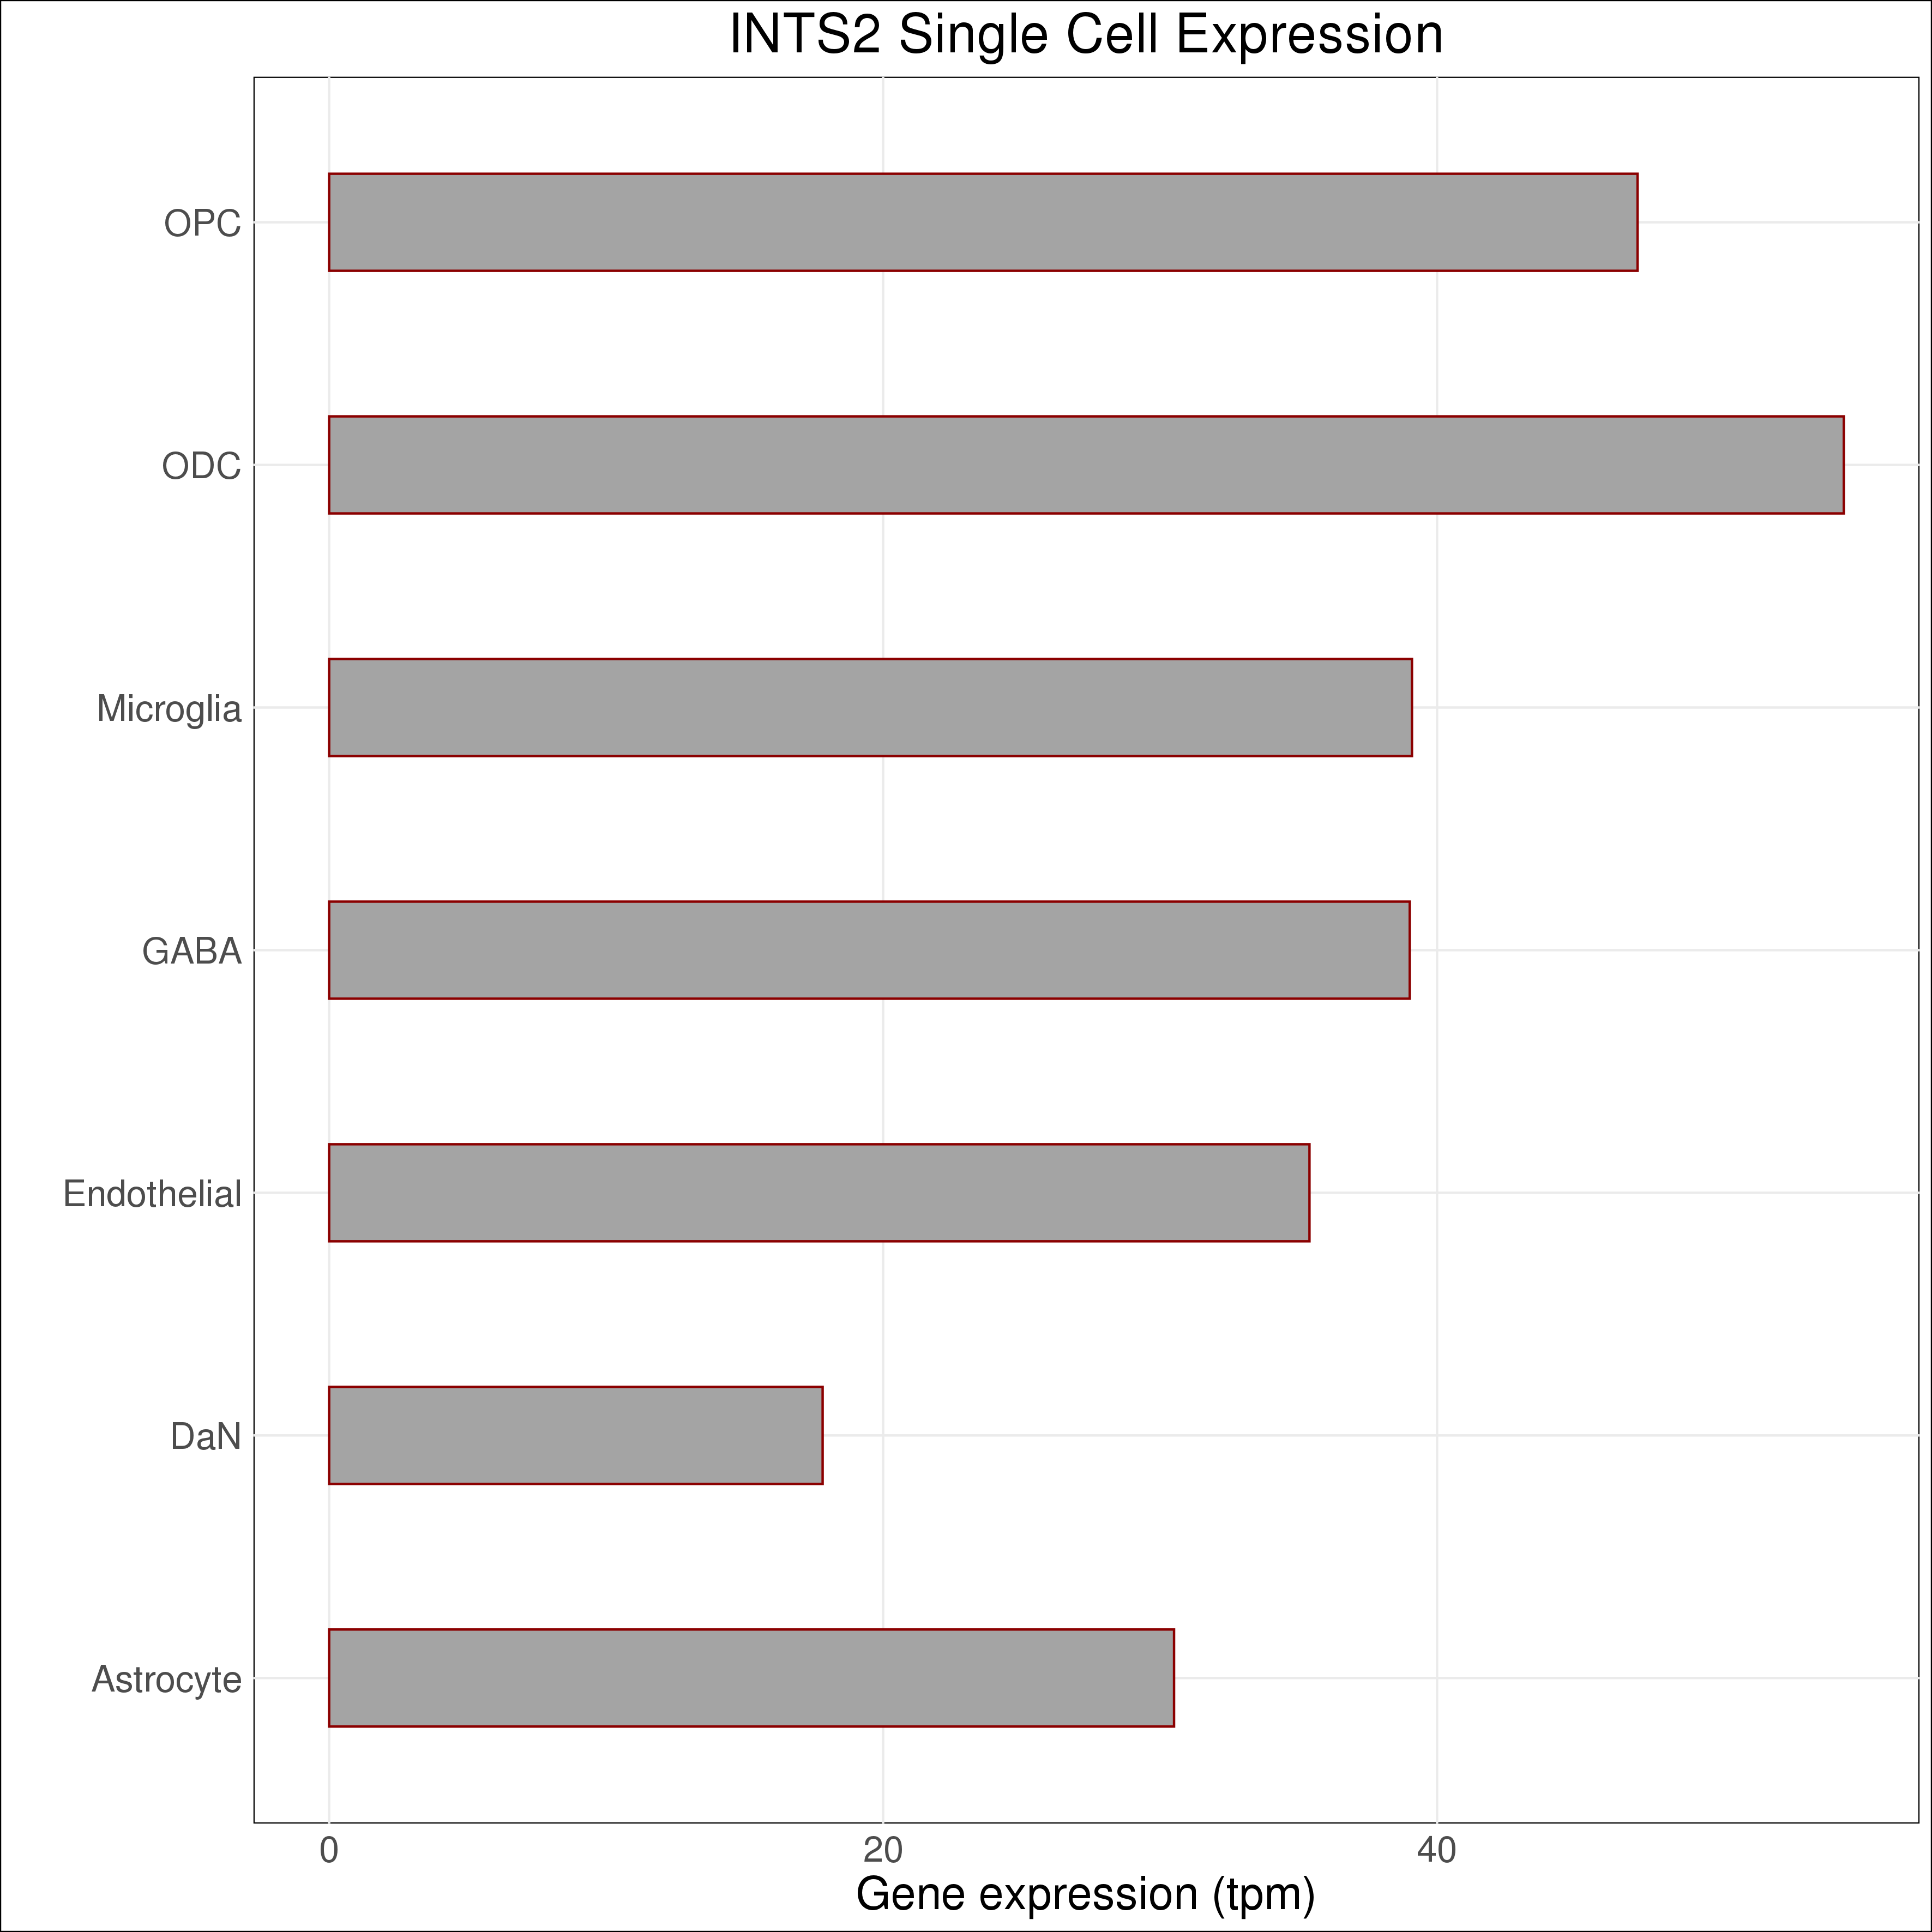 INTS2 Single Cell Expression
OPC
ODC
Microglia
GABA
Endothelial
DaN
Astrocyte
0 20 40
Gene expression (tpm)